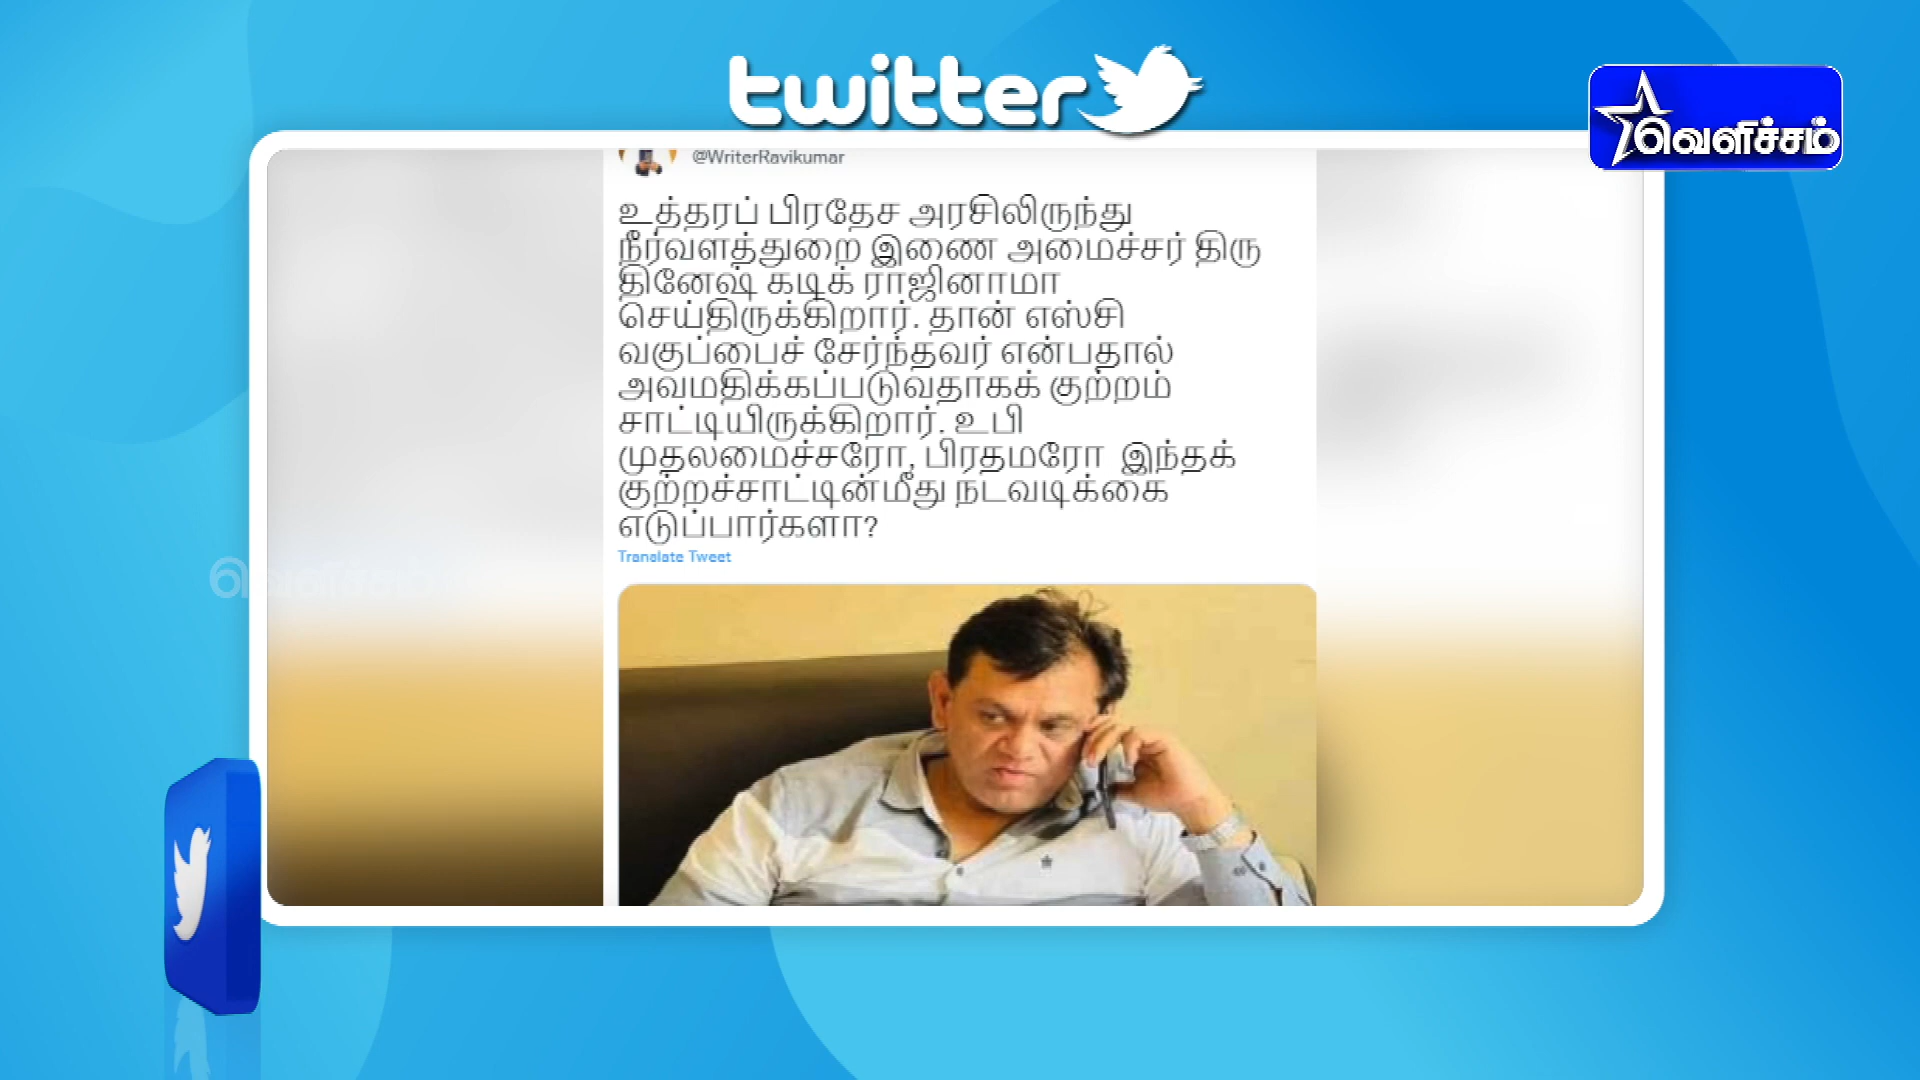 twitter
வெளிச்சம்
@WriterRavikumar
உத்தரப் பிரதேச அரசிலிருந்து
நீர்வளத்துறை இணை அமைச்சர் திரு
தினேஷ் கடிக் ராஜினாமா
செய்திருக்கிறார். தான் எஸ்சி
வகுப்பைச் சேர்ந்தவர் என்பதால்
அவமதிக்கப்படுவதாகக் குற்றம்
சாட்டியிருக்கிறார். உபி
முதலமைச்சரோ, பிரதமரோ இந்தக்
குற்றச்சாட்டின்மீது நடவடிக்கை
எடுப்பார்களா?
Translate Tweet
வெளிச்சம்